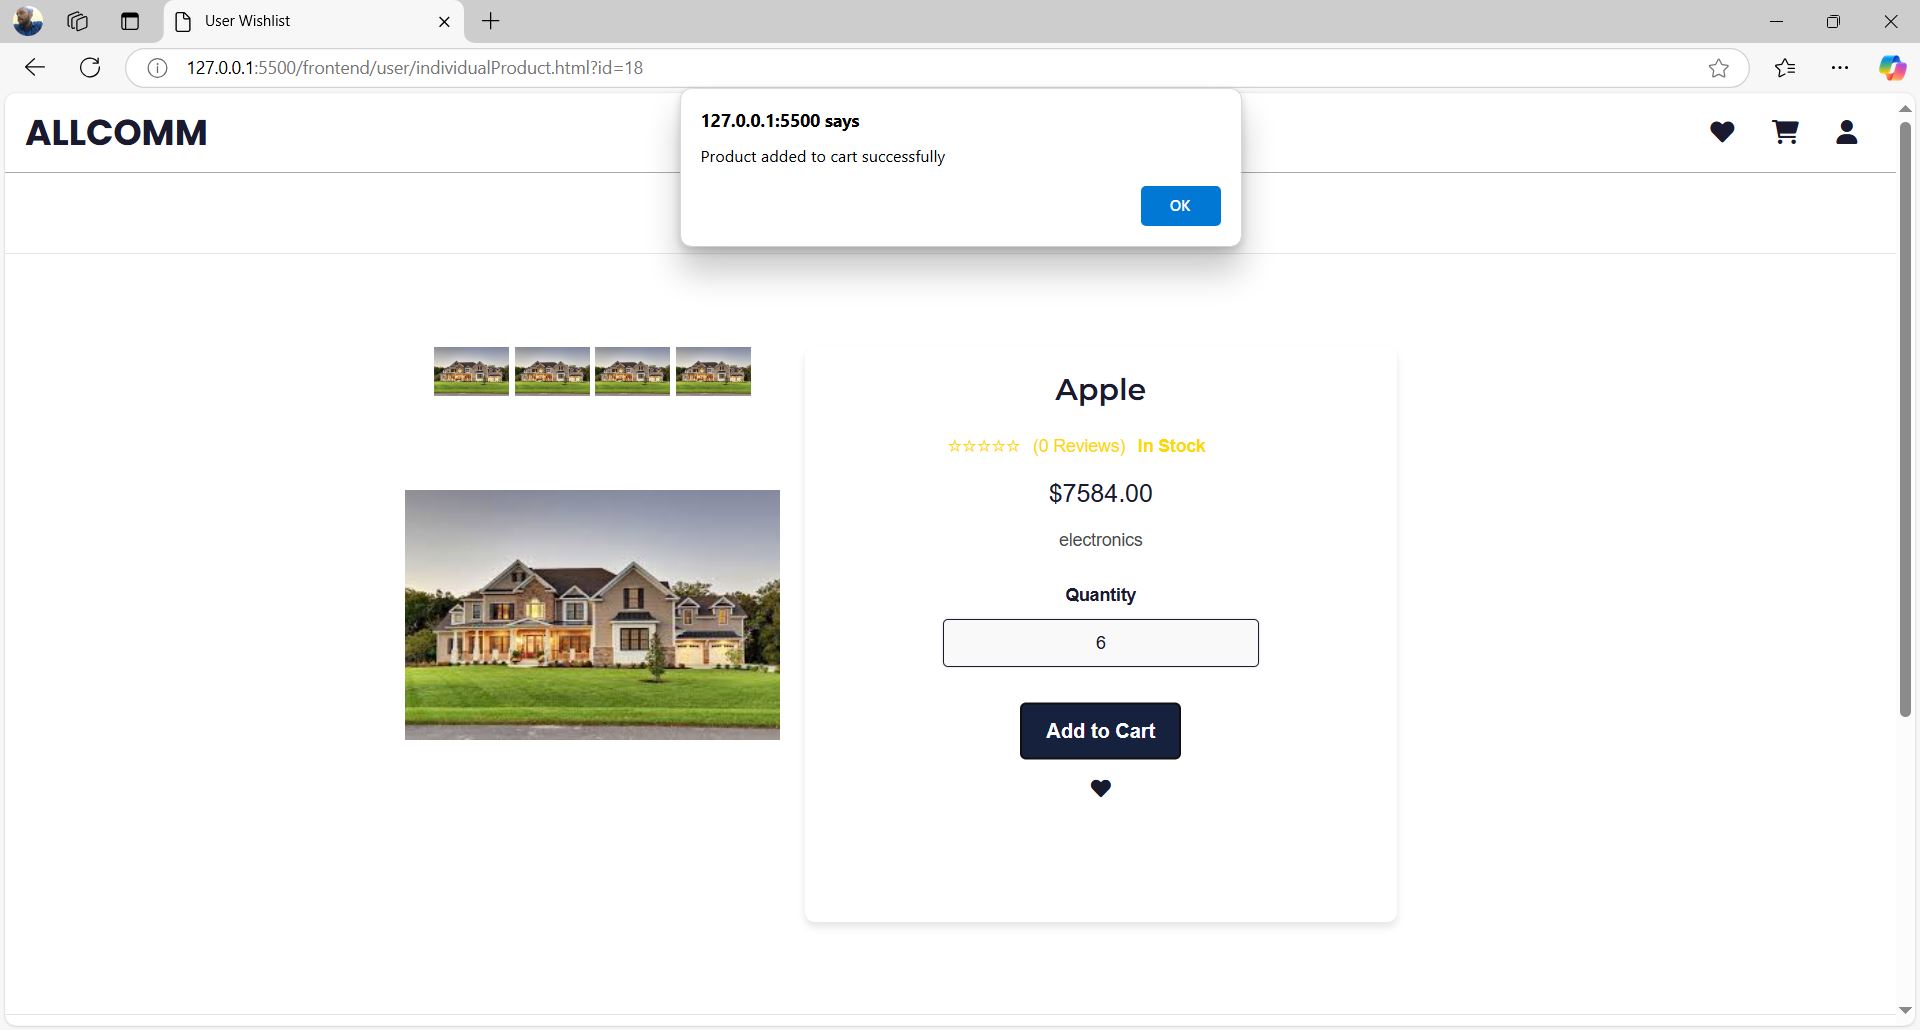 User Wishlist
127.0.0.1:5500/frontend/user/individualProduct.html?id=18
ALLCOMM
127.0.0.1:5500 says
Product added to cart successfully
OK
Apple
☆☆☆☆☆ (0 Reviews) In Stock
$7584.00
electronics
Quantity
6
Add to Cart